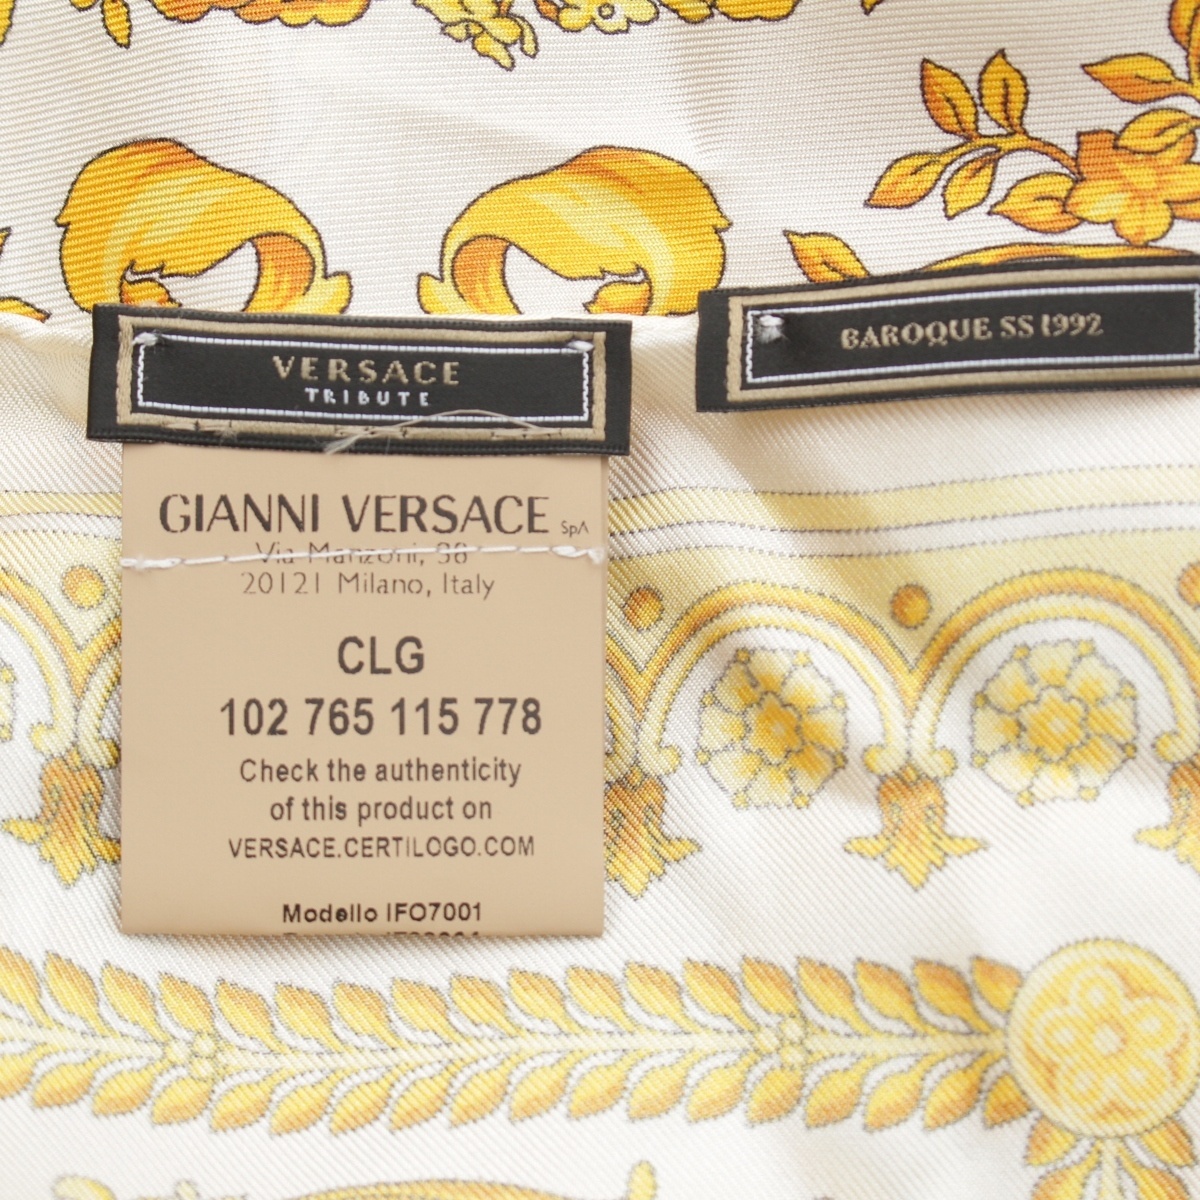 VERSACE
TRIBUTE
BAROQUE SS 1992
GIANNI VERSACE SpA
Via Manzoni, 38
20121 Milano, Italy
CLG
102 765 115 778
Check the authenticity
of this product on
VERSACE.CERTILOGO.COM
Modello IFO7001